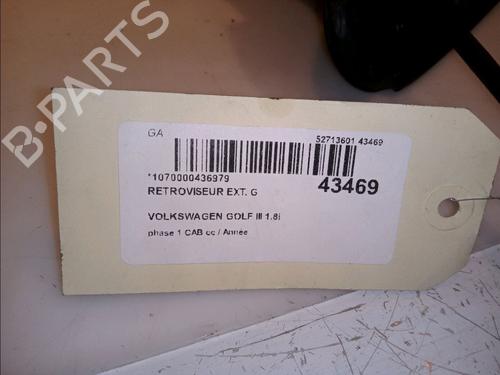 GA
52713601 43469
*1070000436979
43469
RETROVISEUR EXT. G
VOLKSWAGEN GOLF III 1.8i
phase 1 CAB cc / Année
B-PARTS